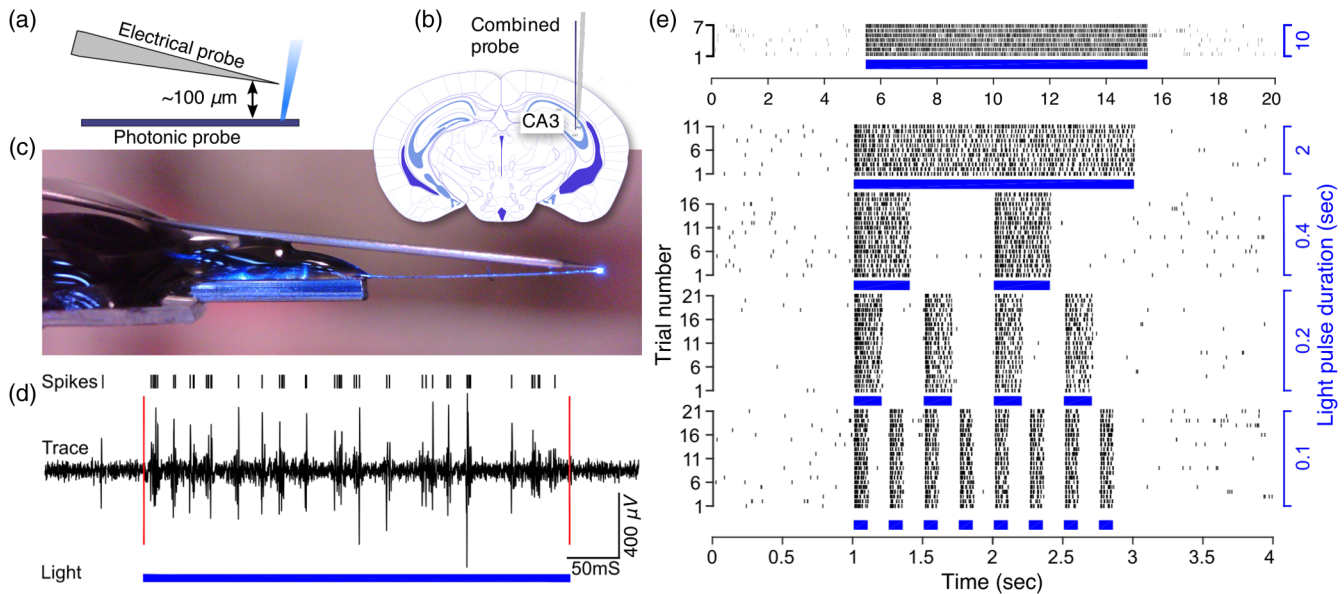 (a)
Electrical probe
~100 μm
Photonic probe
(b)
Combined
probe
CA3
(c)
(d)
Spikes
Trace
Light
400 μV
50mS
(e)
7
1
10
0 2 4 6 8 10 12 14 16 18 20
11
6
1
2
16
11
6
1
0.4
21
16
11
6
1
0.2
21
16
11
6
1
0.1
Trial number
Light pulse duration (sec)
0 0.5 1 1.5 2 2.5 3 3.5 4
Time (sec)